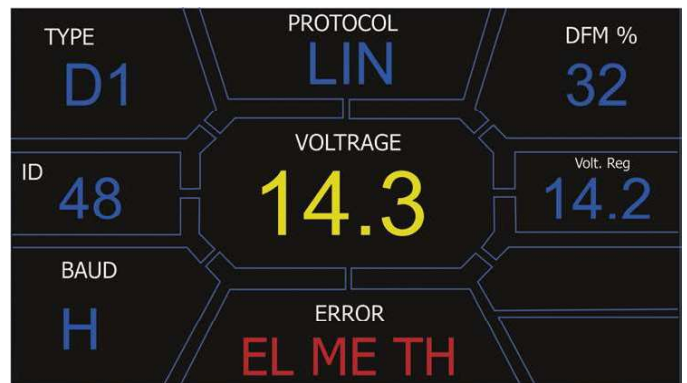 TYPE
D1
PROTOCOL
LIN
DFM %
32
ID
48
VOLTRAGE
14.3
Volt. Reg
14.2
BAUD
H
ERROR
EL ME TH